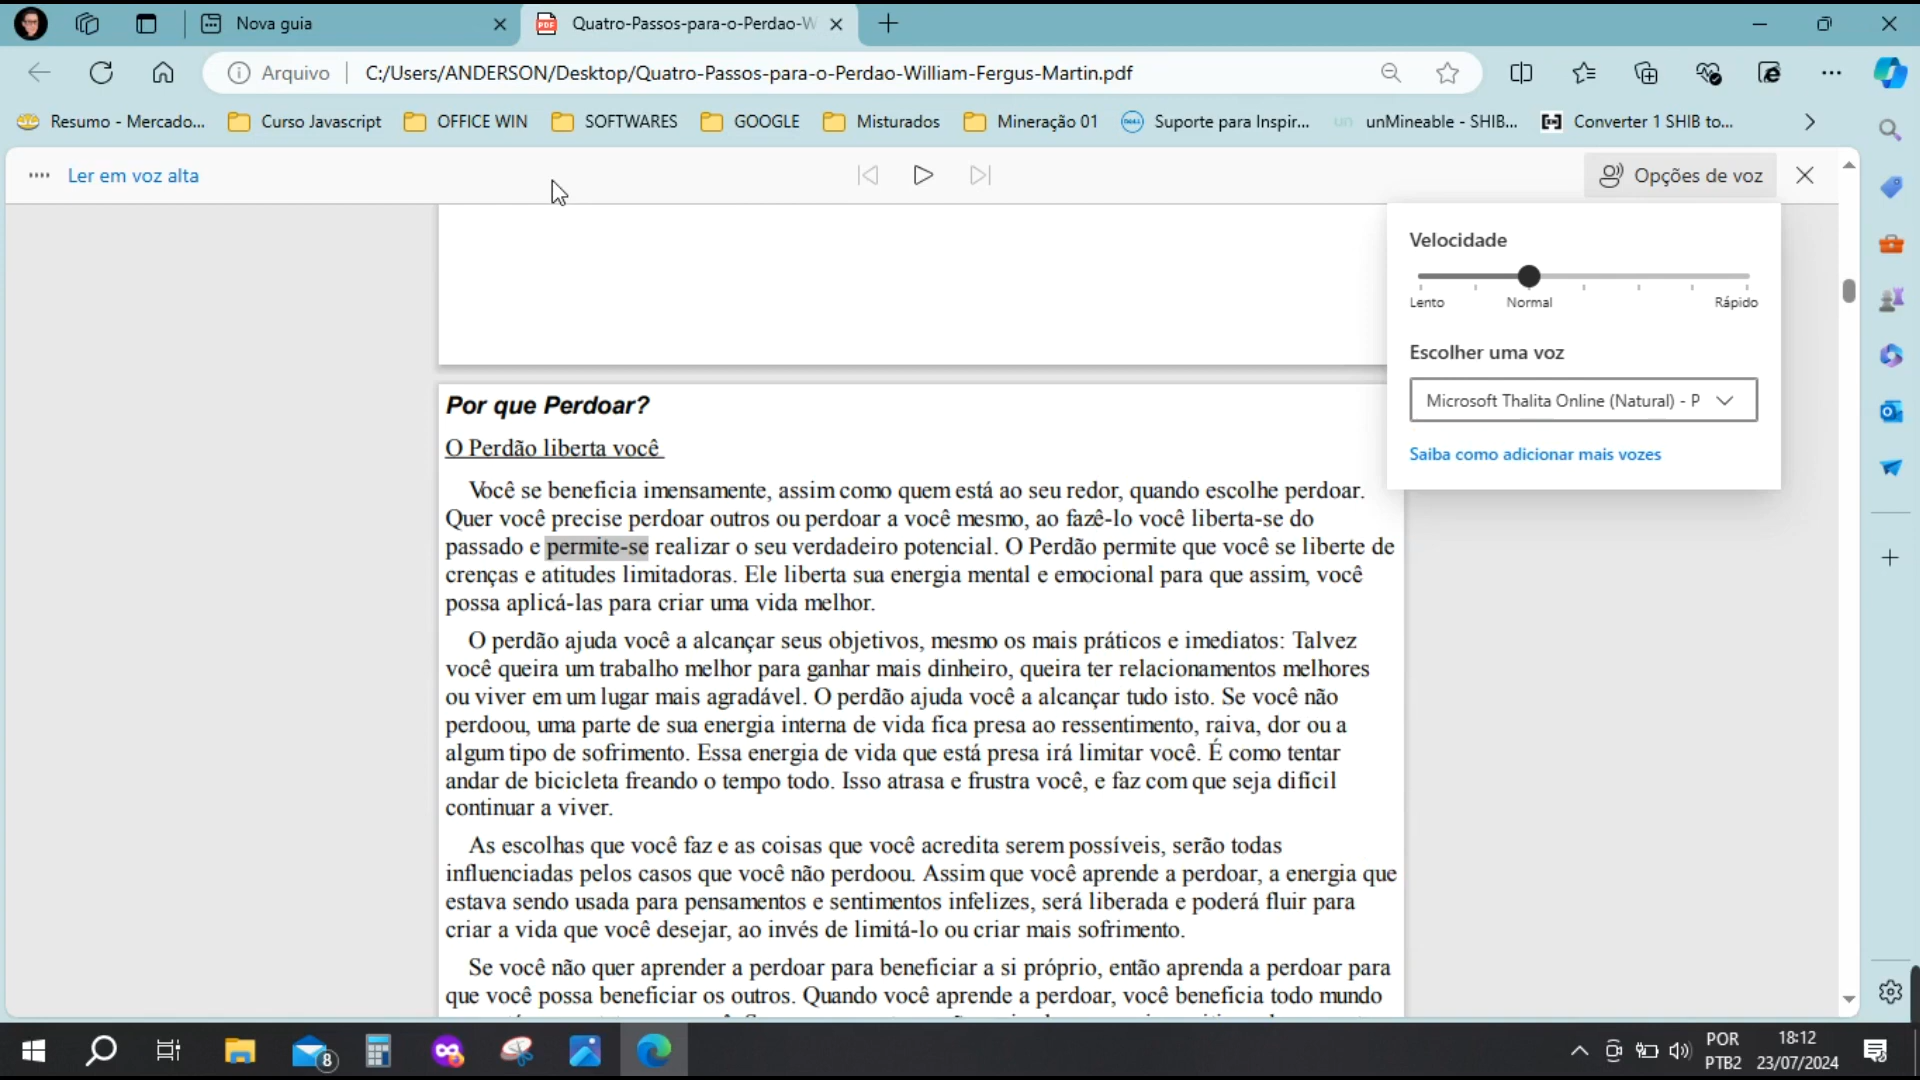 Nova guia
Quatro-Passos-para-o-Perdao-W
Arquivo
C:/Users/ANDERSON/Desktop/Quatro-Passos-para-o-Perdao-William-Fergus-Martin.pdf
Resumo - Mercado...
Curso Javascript
OFFICE WIN
SOFTWARES
GOOGLE
Misturados
Mineração 01
Suporte para Inspir...
unMineable - SHIB...
Converter 1 SHIB to...
Ler em voz alta
Opções de voz
Velocidade
Lento
Normal
Rápido
Escolher uma voz
Microsoft Thalita Online (Natural) - P
Saiba como adicionar mais vozes
Por que Perdoar?
O Perdão liberta você
Você se beneficia imensamente, assim como quem está ao seu redor, quando escolhe perdoar.
Quer você precise perdoar outros ou perdoar a você mesmo, ao fazê-lo você liberta-se do
passado e permite-se realizar o seu verdadeiro potencial. O Perdão permite que você se liberte de
crenças e atitudes limitadoras. Ele liberta sua energia mental e emocional para que assim, você
possa aplicá-las para criar uma vida melhor.
O perdão ajuda você a alcançar seus objetivos, mesmo os mais práticos e imediatos: Talvez
você queira um trabalho melhor para ganhar mais dinheiro, queira ter relacionamentos melhores
ou viver em um lugar mais agradável. O perdão ajuda você a alcançar tudo isto. Se você não
perdoou, uma parte de sua energia interna de vida fica presa ao ressentimento, raiva, dor ou a
algum tipo de sofrimento. Essa energia de vida que está presa irá limitar você. É como tentar
andar de bicicleta freando o tempo todo. Isso atrasa e frustra você, e faz com que seja difícil
continuar a viver.
As escolhas que você faz e as coisas que você acredita serem possíveis, serão todas
influenciadas pelos casos que você não perdoou. Assim que você aprende a perdoar, a energia que
estava sendo usada para pensamentos e sentimentos infelizes, será liberada e poderá fluir para
criar a vida que você desejar, ao invés de limitá-lo ou criar mais sofrimento.
Se você não quer aprender a perdoar para beneficiar a si próprio, então aprenda a perdoar para
que você possa beneficiar os outros. Quando você aprende a perdoar, você beneficia todo mundo
8
POR
PTB2
18:12
23/07/2024